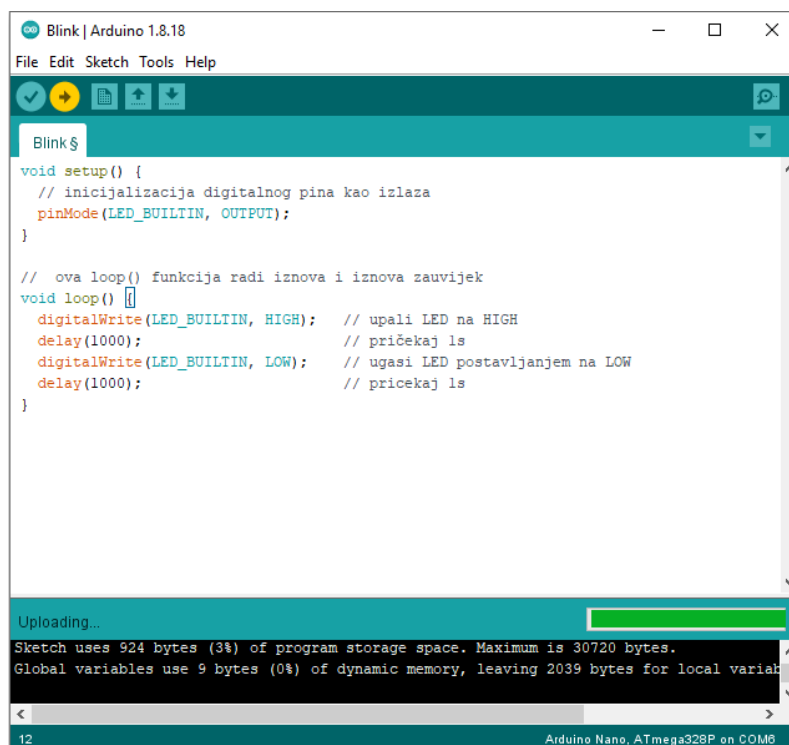 Blink | Arduino 1.8.18
File Edit Sketch Tools Help
Blink §
void setup() {
  // inicijalizacija digitalnog pina kao izlaza
  pinMode(LED_BUILTIN, OUTPUT);
}

//  ova loop() funkcija radi iznova i iznova zauvijek
void loop() {
  digitalWrite(LED_BUILTIN, HIGH);   // upali LED na HIGH
  delay(1000);                       // pričekaj 1s
  digitalWrite(LED_BUILTIN, LOW);    // ugasi LED postavljanjem na LOW
  delay(1000);                       // pricekaj 1s
}
Uploading...
Sketch uses 924 bytes (3%) of program storage space. Maximum is 30720 bytes.
Global variables use 9 bytes (0%) of dynamic memory, leaving 2039 bytes for local variab
12 Arduino Nano, ATmega328P on COM6